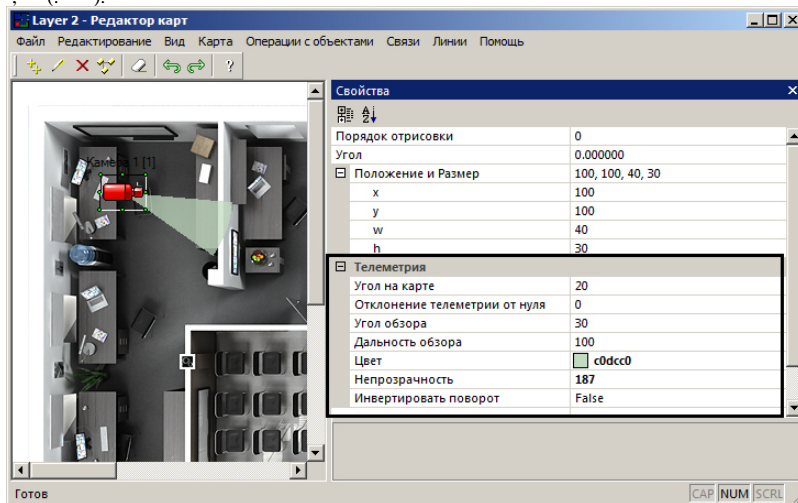 Layer 2 - Редактор карт
Файл Редактирование Вид Карта Операции с объектами Связи Линии Помощь
Свойства
Порядок отрисовки 0
Угол 0.000000
Положение и Размер 100, 100, 40, 30
x 100
y 100
w 40
h 30
Телеметрия
Угол на карте 20
Отклонение телеметрии от нуля 0
Угол обзора 30
Дальность обзора 100
Цвет c0dcc0
Непрозрачность 187
Инвертировать поворот False
Камера 1 [1]
Готов
CAP NUM SCRL